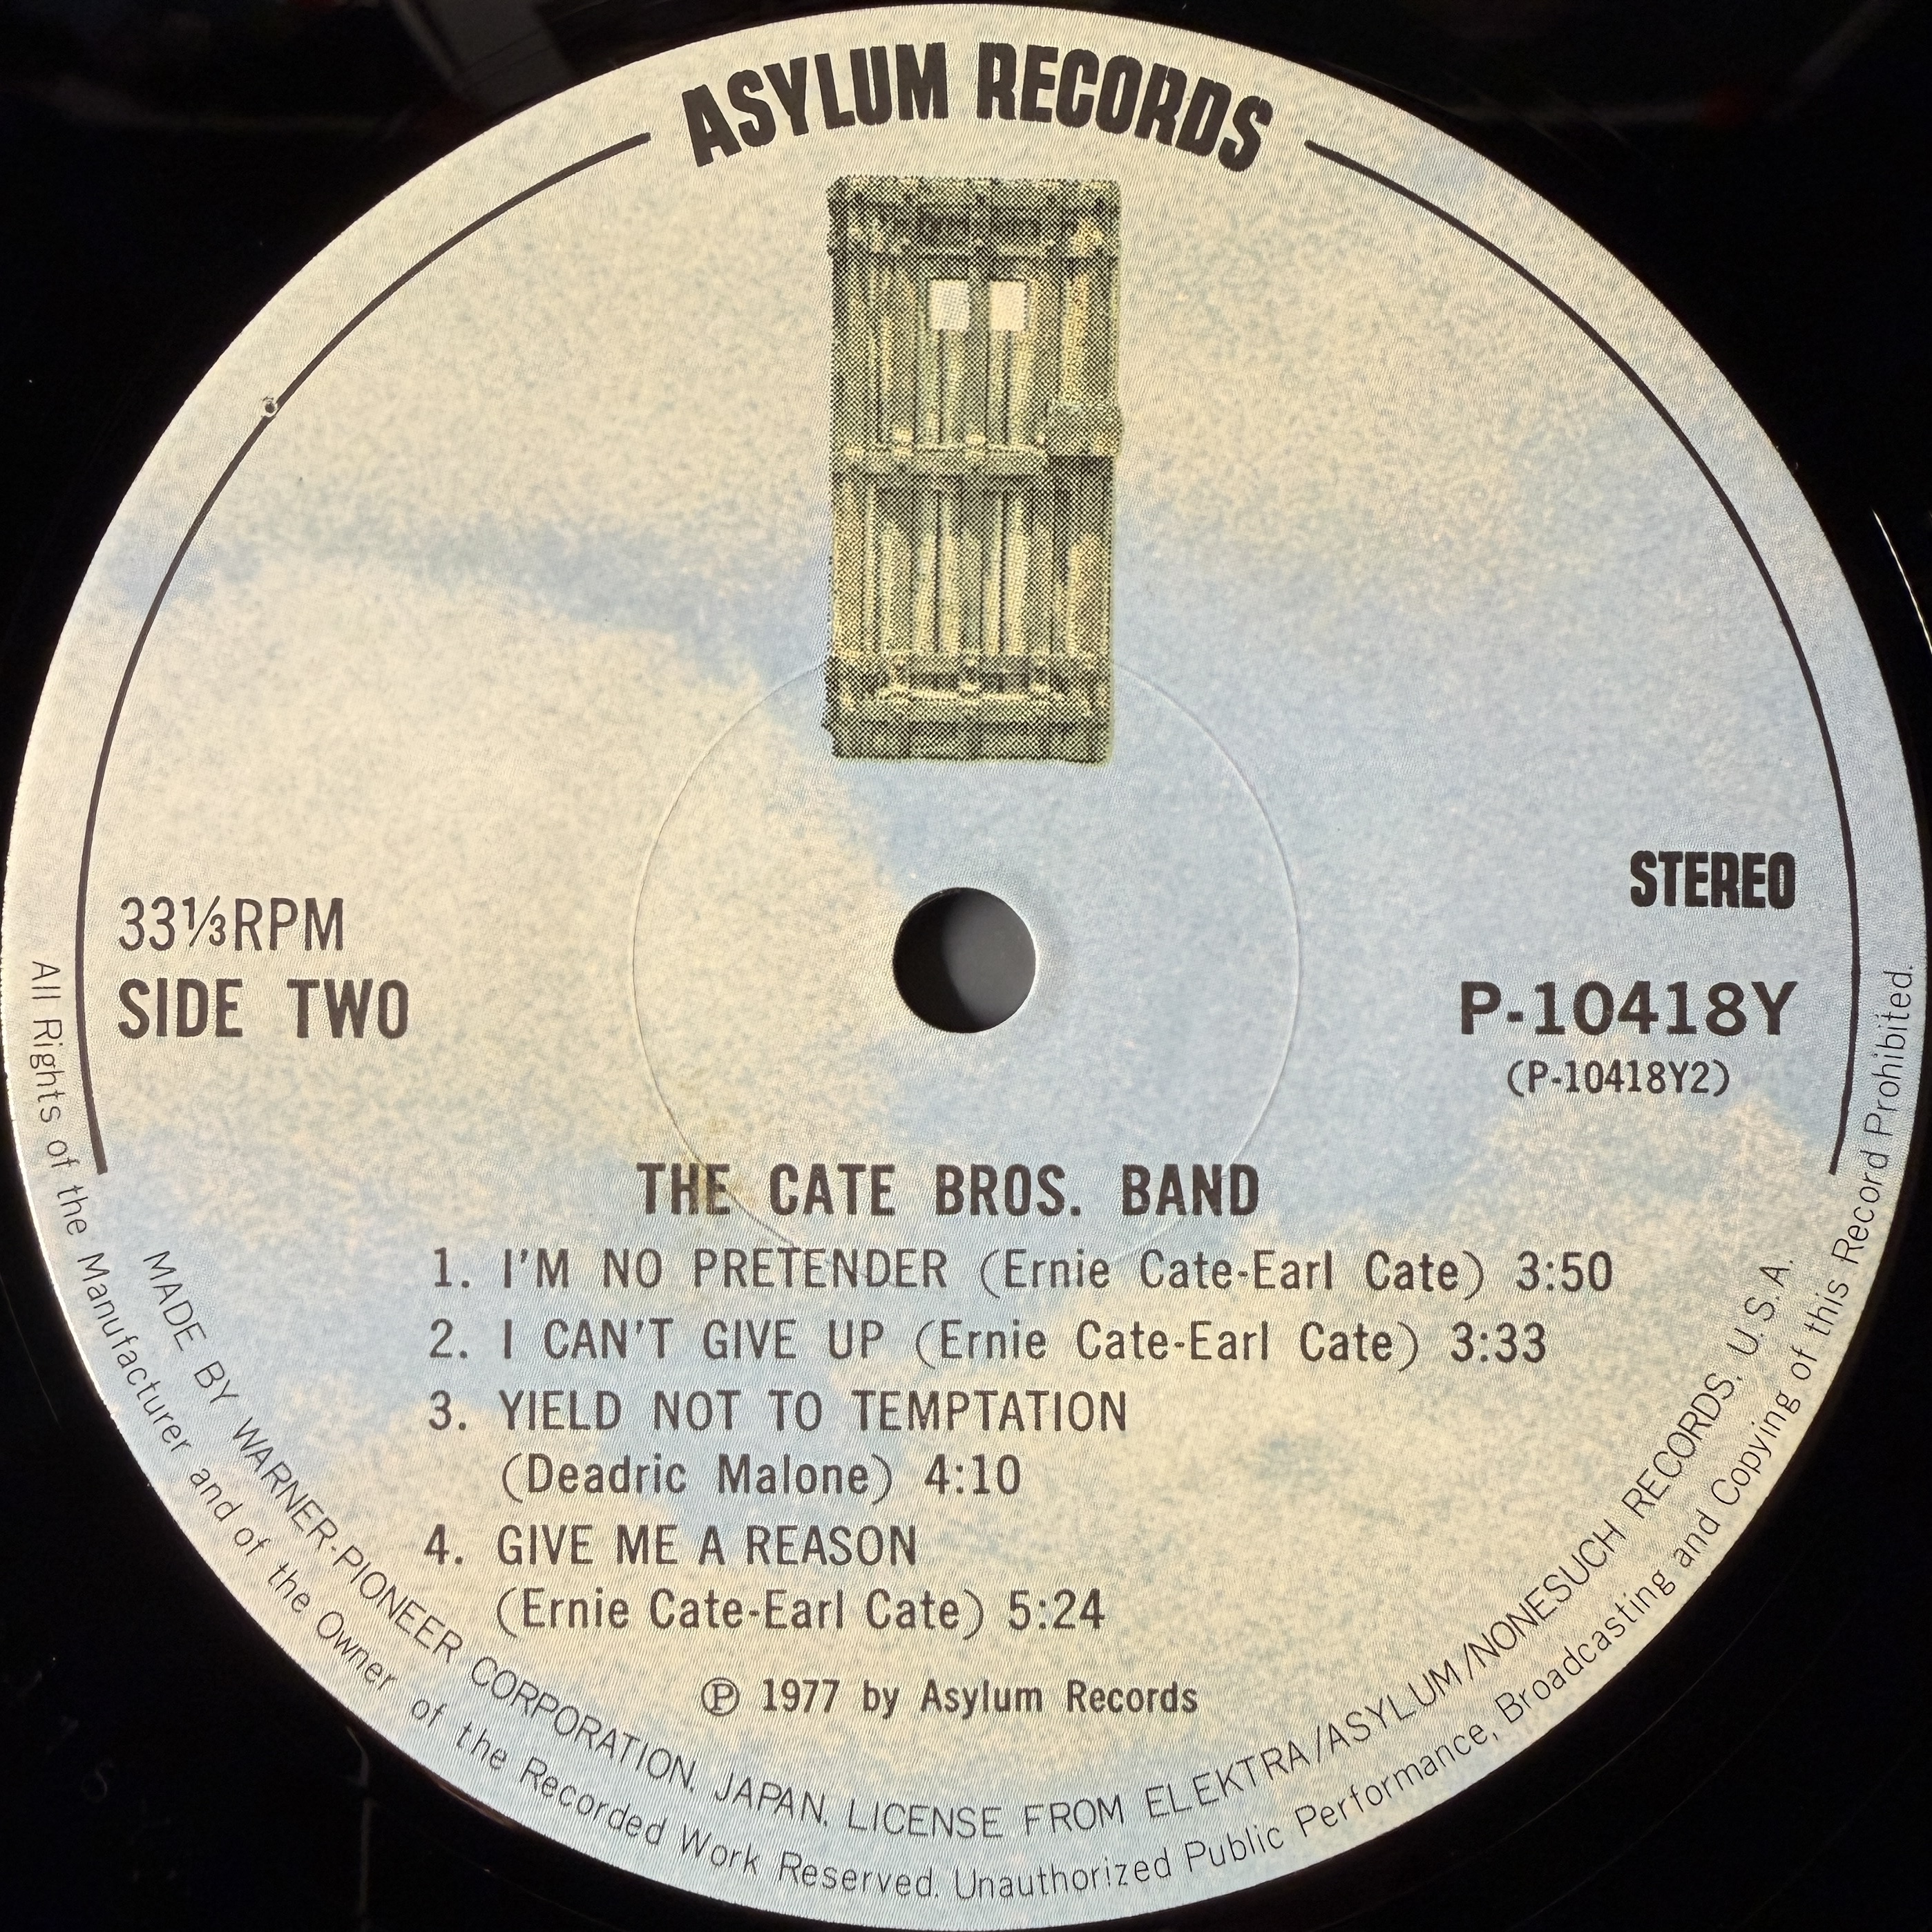 ASYLUM RECORDS
33⅓RPM
SIDE TWO
STEREO
P-10418Y
(P-10418Y2)
THE CATE BROS. BAND
1. I'M NO PRETENDER (Ernie Cate-Earl Cate) 3:50
2. I CAN'T GIVE UP (Ernie Cate-Earl Cate) 3:33
3. YIELD NOT TO TEMPTATION
(Deadric Malone) 4:10
4. GIVE ME A REASON
(Ernie Cate-Earl Cate) 5:24
Ⓟ 1977 by Asylum Records
MADE BY WARNER-PIONEER CORPORATION, JAPAN. LICENSE FROM ELEKTRA/ASYLUM/NONESUCH RECORDS, U.S.A.
All Rights of the Manufacturer and of the Owner of the Recorded Work Reserved. Unauthorized Public Performance, Broadcasting and Copying of this Record Prohibited.